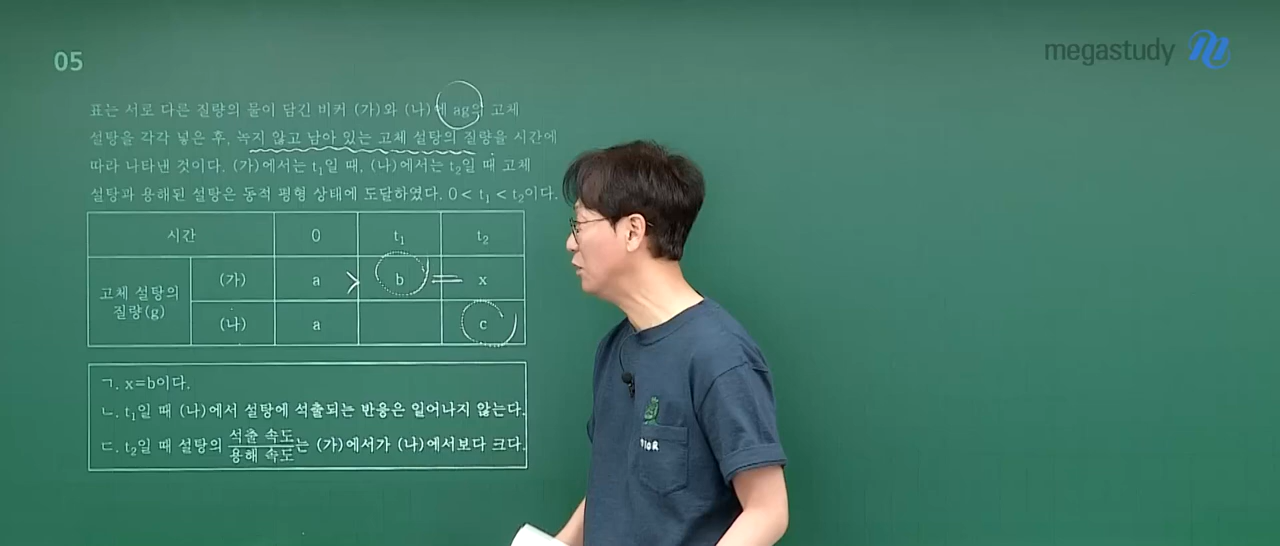 05
megastudy
표는 서로 다른 질량의 물이 담긴 비커 (가)와 (나)에 ag의 고체
설탕을 각각 넣은 후, 녹지 않고 남아 있는 고체 설탕의 질량을 시간에
따라 나타낸 것이다. (가)에서는 t₁일 때, (나)에서는 t₂일 때 고체
설탕과 용해된 설탕은 동적 평형 상태에 도달하였다. 0 < t₁ < t₂이다.
시간 0 t₁ t₂
고체 설탕의 질량(g) (가) a > b = x
(나) a c
ㄱ. x=b이다.
ㄴ. t₁일 때 (나)에서 설탕에 석출되는 반응은 일어나지 않는다.
ㄷ. t₂일 때 설탕의 석출 속도/용해 속도는 (가)에서가 (나)에서보다 크다.